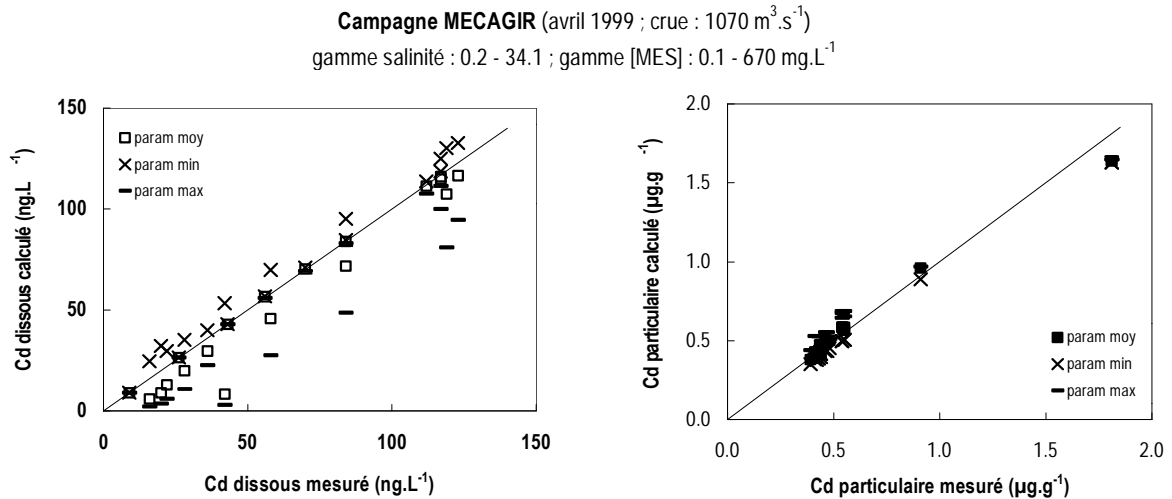 Campagne MECAGIR (avril 1999 ; crue : 1070 m³.s⁻¹)
gamme salinité : 0.2 - 34.1 ; gamme [MES] : 0.1 - 670 mg.L⁻¹
Cd dissous calculé (ng.L⁻¹)
150
100
50
0
param moy
param min
param max
0
50
100
150
Cd dissous mesuré (ng.L⁻¹)
Cd particulaire calculé (µg.g⁻¹)
2.0
1.5
1.0
0.5
0.0
param moy
param min
param max
0.0
0.5
1.0
1.5
2.0
Cd particulaire mesuré (µg.g⁻¹)